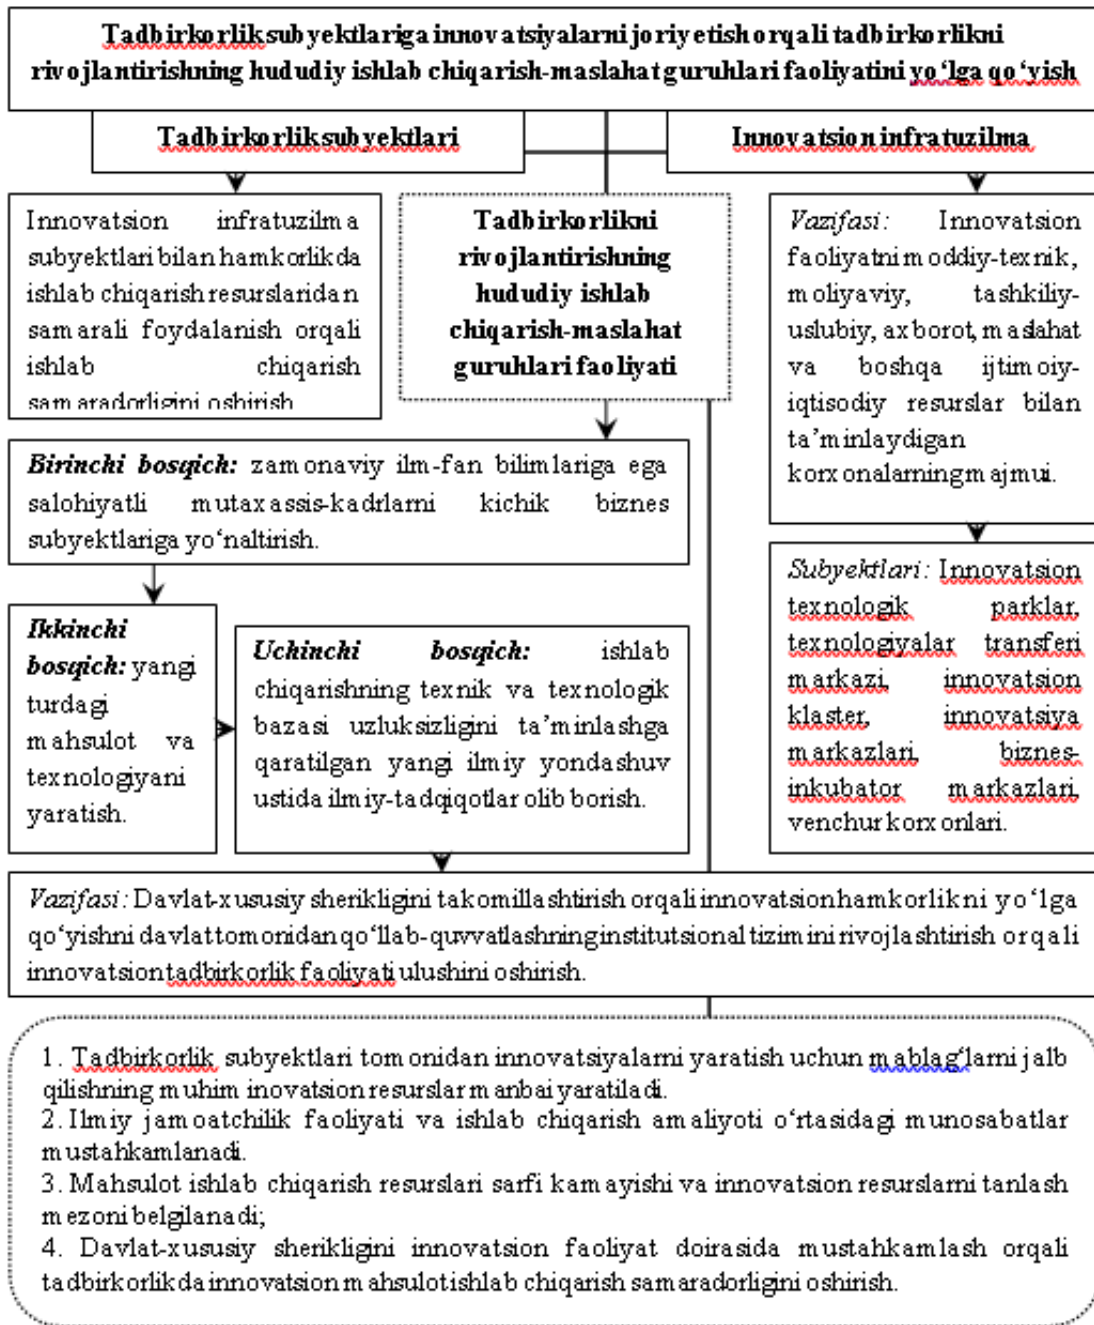 Tadbirkorlik subyektlariga innovatsiyalarni joriy etish orqali tadbirkorlikni
rivojlantirishning hududiy ishlab chiqarish-maslahat guruhlari faoliyatini yo‘lga qo‘yish
Tadbirkorlik subyektlari
Innovatsion infratuzilma
Innovatsion infratuzilma
subyektlari bilan hamkorlikda
ishlab chiqarish resurslaridan
samarali foydalanish orqali
ishlab chiqarish
samaradorligini oshirish
Tadbirkorlikni
rivojlantirishning
hududiy ishlab
chiqarish-maslahat
guruhlari faoliyati
Vazifasi: Innovatsion
faoliyatni moddiy-texnik,
moliyaviy, tashkiliy-
uslubiy, axborot, maslahat
va boshqa ijtimoiy-
iqtisodiy resurslar bilan
ta’minlaydigan
korxonalarning majmui.
Birinchi bosqich: zamonaviy ilm-fan bilimlariga ega
salohiyatli mutaxassis-kadrlarni kichik biznes
subyektlariga yo‘naltirish.
Subyektlari: Innovatsion
texnologik parklar,
texnologiyalar transferi
markazi, innovatsion
klaster, innovatsiya
markazlari, biznes-
inkubator markazlari,
venchur korxonlari.
Ikkinchi
bosqich: yangi
turdagi
mahsulot va
texnologiyani
yaratish.
Uchinchi bosqich: ishlab
chiqarishning texnik va texnologik
bazasi uzluksizligini ta’minlashga
qaratilgan yangi ilmiy yondashuv
ustida ilmiy-tadqiqotlar olib borish.
Vazifasi: Davlat-xususiy sherikligini takomillashtirish orqali innovatsion hamkorlikni yo‘lga
qo‘yishni davlat tomonidan qo‘llab-quvvatlashning institutsional tizimini rivojlashtirish orqali
innovatsion tadbirkorlik faoliyati ulushini oshirish.
1. Tadbirkorlik subyektlari tomonidan innovatsiyalarni yaratish uchun mablag‘larni jalb
qilishning muhim inovatsion resurslar manbai yaratiladi.
2. Ilmiy jamoatchilik faoliyati va ishlab chiqarish amaliyoti o‘rtasidagi munosabatlar
mustahkamlanadi.
3. Mahsulot ishlab chiqarish resurslari sarfi kamayishi va innovatsion resurslarni tanlash
mezoni belgilanadi;
4. Davlat-xususiy sherikligini innovatsion faoliyat doirasida mustahkamlash orqali
tadbirkorlikda innovatsion mahsulot ishlab chiqarish samaradorligini oshirish.